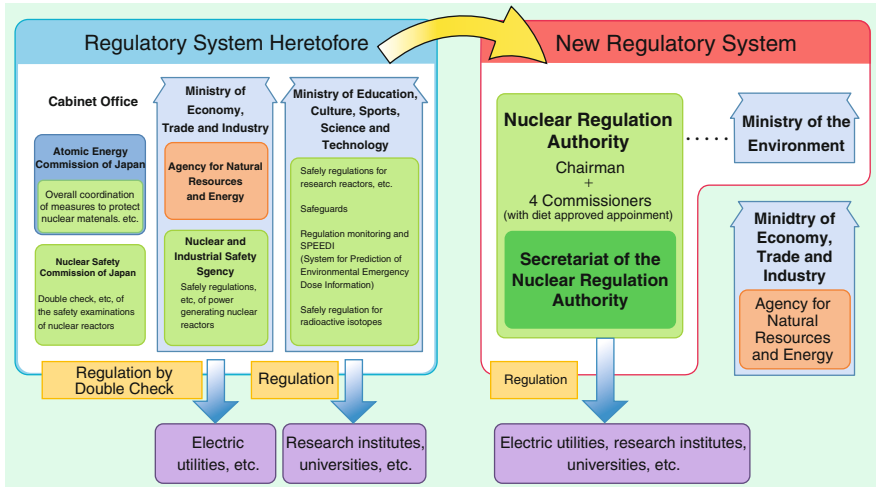 Regulatory System Heretofore
Cabinet Office
Atomic Energy
Commission of Japan
Overall coordination
of measures to protect
nuclear matenals. etc.
Nuclear Safety
Commission of Japan
Double check, etc, of
the safety examinations
of nuclear reactors
Ministry of
Economy,
Trade and Industry
Agency for Natural
Resources
and Energy
Nuclear and
Industrial Safety
Sgency
Safely regulations,
etc, of power
generating nuclear
reactors
Ministry of Education,
Culture, Sports,
Science and
Technology
Safely regulations for
research reactors, etc.
Safeguards
Regulation monitoring and
SPEEDI
(System for Prediction of
Environmental Emergency
Dose Information)
Safely regulation for
radioactive isotopes
Regulation by
Double Check
Regulation
Electric
utilities, etc.
Research institutes,
universities, etc.
New Regulatory System
Nuclear Regulation
Authority
Chairman
+
4 Commissioners
(with diet approved appoinment)
Secretariat of the
Nuclear Regulation
Authority
.....
Ministry of the
Environment
Minidtry of
Economy,
Trade and
Industry
Agency for
Natural
Resources
and Energy
Regulation
Electric utilities, research institutes,
universities, etc.